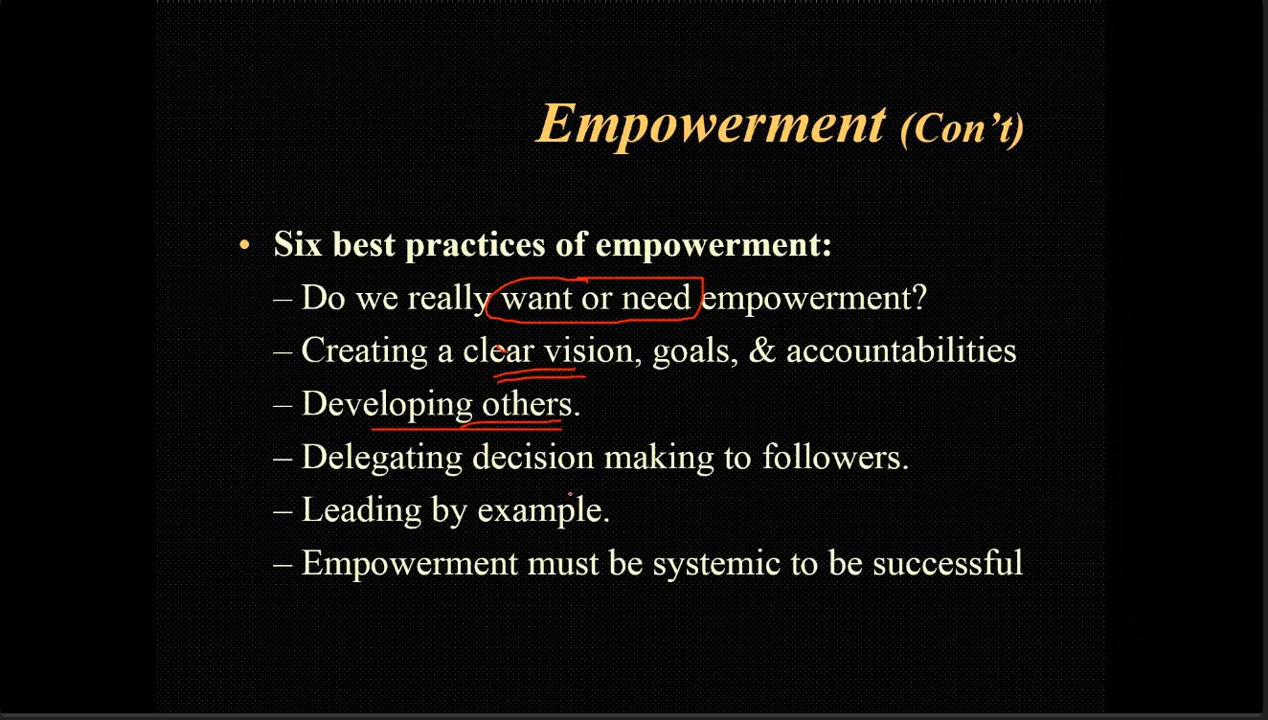 Empowerment (Con’t)
• Six best practices of empowerment:
– Do we really want or need empowerment?
– Creating a clear vision, goals, & accountabilities
– Developing others.
– Delegating decision making to followers.
– Leading by example.
– Empowerment must be systemic to be successful